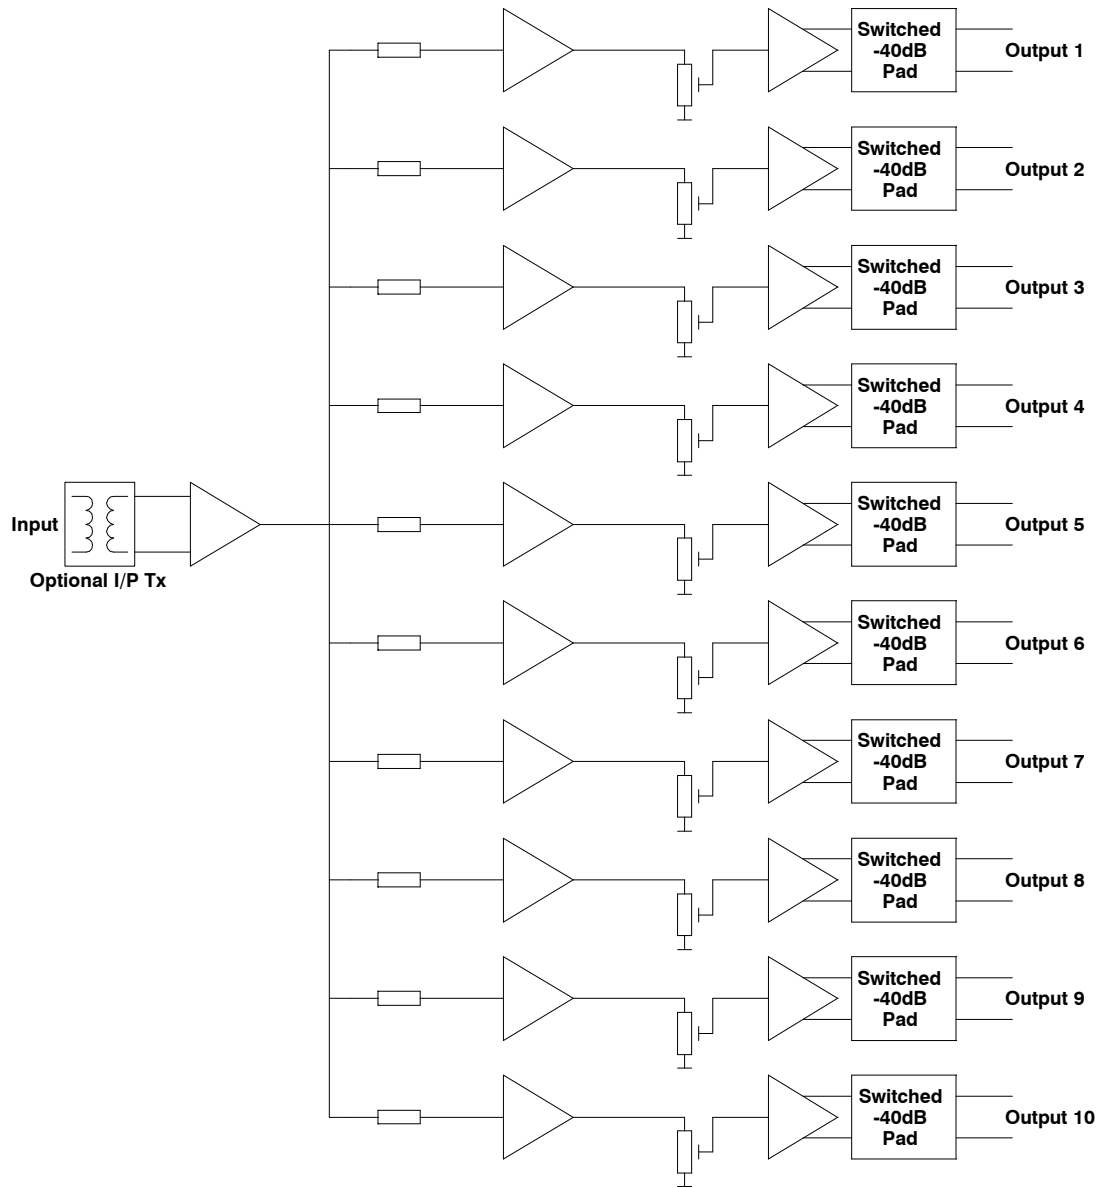 Switched
-40dB
Pad
Output 1
Switched
-40dB
Pad
Output 2
Switched
-40dB
Pad
Output 3
Switched
-40dB
Pad
Output 4
Input
Optional I/P Tx
Switched
-40dB
Pad
Output 5
Switched
-40dB
Pad
Output 6
Switched
-40dB
Pad
Output 7
Switched
-40dB
Pad
Output 8
Switched
-40dB
Pad
Output 9
Switched
-40dB
Pad
Output 10